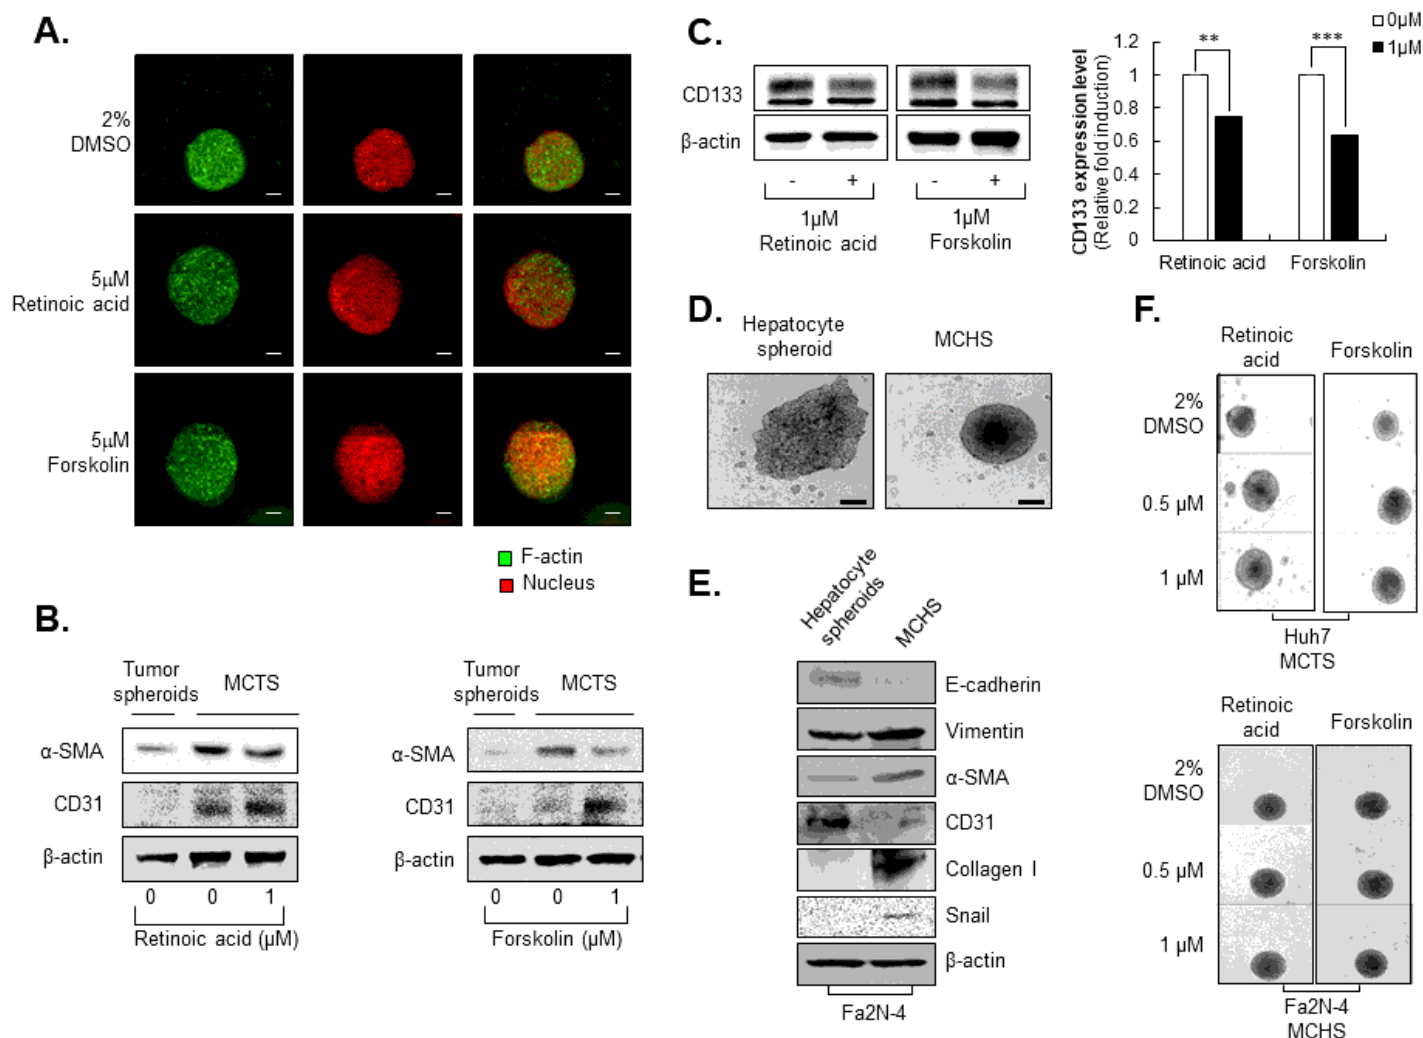 A.
2%
DMSO
5μM
Retinoic acid
5μM
Forskolin
F-actin
Nucleus
B.
Tumor
spheroids
MCTS
α-SMA
CD31
β-actin
0
0
1
Retinoic acid (μM)
Tumor
spheroids
MCTS
α-SMA
CD31
β-actin
0
0
1
Forskolin (μM)
C.
CD133
β-actin
-
+
-
+
1μM
Retinoic acid
1μM
Forskolin
0μM
1μM
CD133 expression level
(Relative fold induction)
1.2
1
0.8
0.6
0.4
0.2
0
**
***
Retinoic acid
Forskolin
D.
Hepatocyte
spheroid
MCHS
E.
Hepatocyte
spheroids
MCHS
E-cadherin
Vimentin
α-SMA
CD31
Collagen I
Snail
β-actin
Fa2N-4
F.
Retinoic
acid
Forskolin
2%
DMSO
0.5 μM
1 μM
Huh7
MCTS
Retinoic
acid
Forskolin
2%
DMSO
0.5 μM
1 μM
Fa2N-4
MCHS